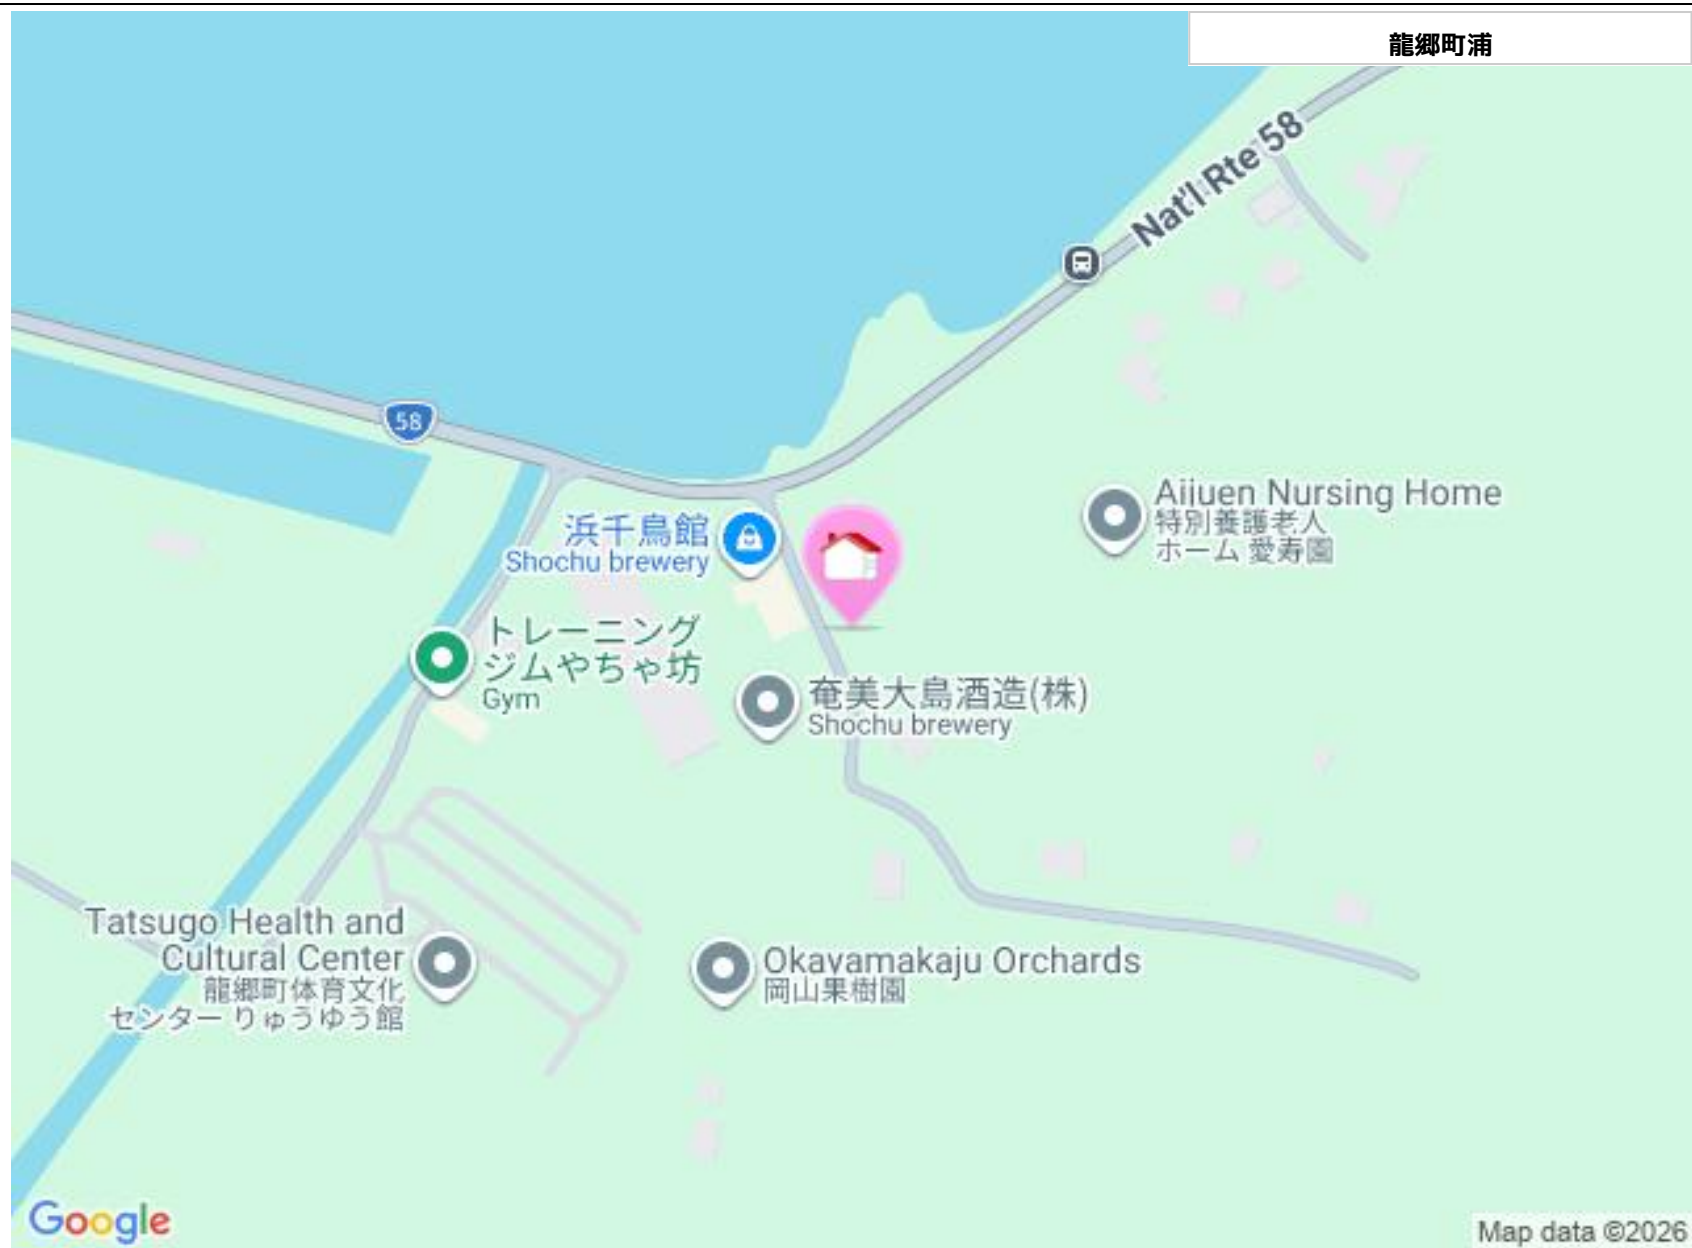 龍郷町浦
Nat'l Rte 58
58
浜千鳥館
Shochu brewery
Aijuen Nursing Home
特別養護老人
ホーム 愛寿園
トレーニング
ジムやちゃ坊
Gym
奄美大島酒造(株)
Shochu brewery
Tatsugo Health and
Cultural Center
龍郷町体育文化
センター りゅうゆう館
Okayamakaju Orchards
岡山果樹園
Google
Map data ©2026